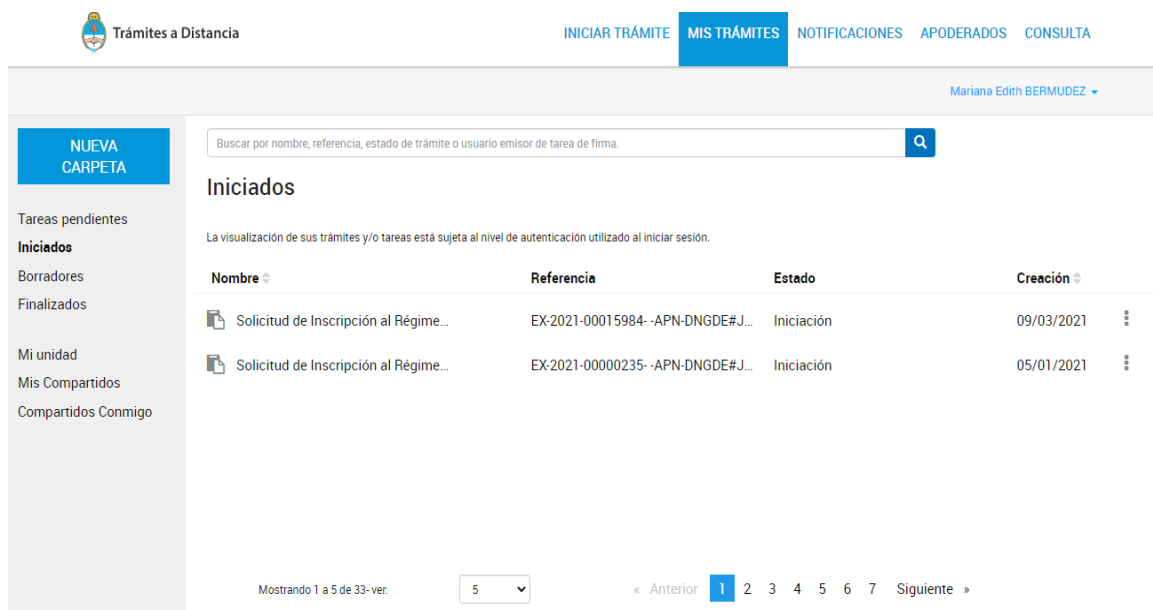 Trámites a Distancia
INICIAR TRÁMITE MIS TRÁMITES NOTIFICACIONES APODERADOS CONSULTA
Mariana Edith BERMUDEZ
NUEVA
CARPETA
Tareas pendientes
Iniciados
Borradores
Finalizados
Mi unidad
Mis Compartidos
Compartidos Conmigo
Buscar por nombre, referencia, estado de trámite o usuario emisor de tarea de firma.
Iniciados
La visualización de sus trámites y/o tareas está sujeta al nivel de autenticación utilizado al iniciar sesión.
Nombre Referencia Estado Creación
Solicitud de Inscripción al Régime... EX-2021-00015984- -APN-DNGDE#J... Iniciación 09/03/2021
Solicitud de Inscripción al Régime... EX-2021-00000235- -APN-DNGDE#J... Iniciación 05/01/2021
Mostrando 1 a 5 de 33- ver: 5 « Anterior 1 2 3 4 5 6 7 Siguiente »